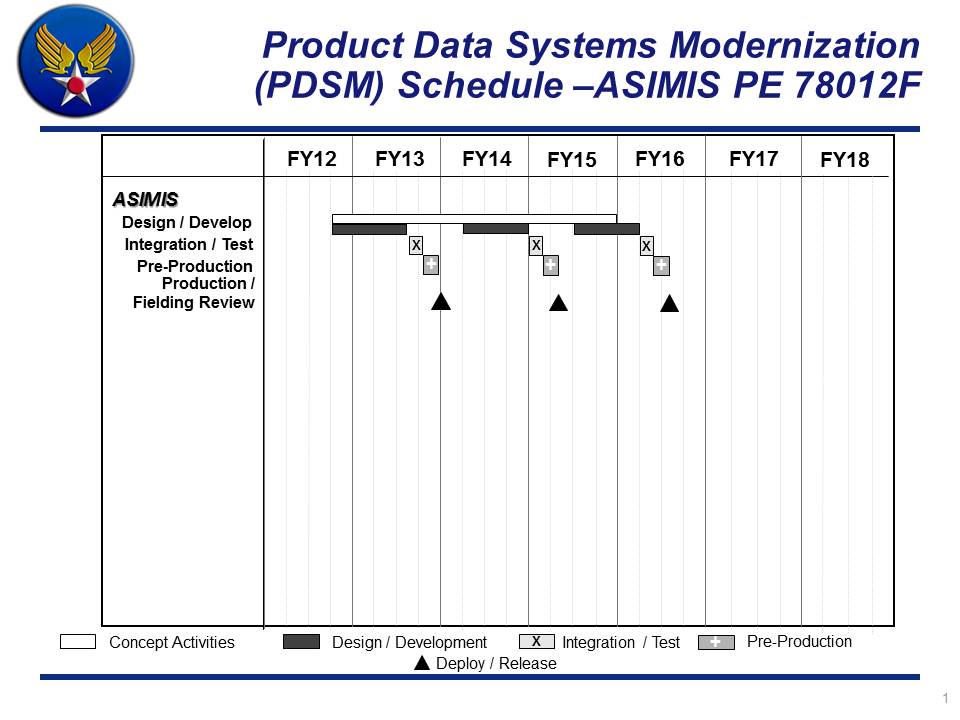 Product Data Systems Modernization
(PDSM) Schedule –ASIMIS PE 78012F
FY12 FY13 FY14 FY15 FY16 FY17 FY18
ASIMIS
Design / Develop
Integration / Test
X X X
Pre-Production
+ + +
Production /
Fielding Review
Concept Activities Design / Development X Integration / Test + Pre-Production
Deploy / Release
1